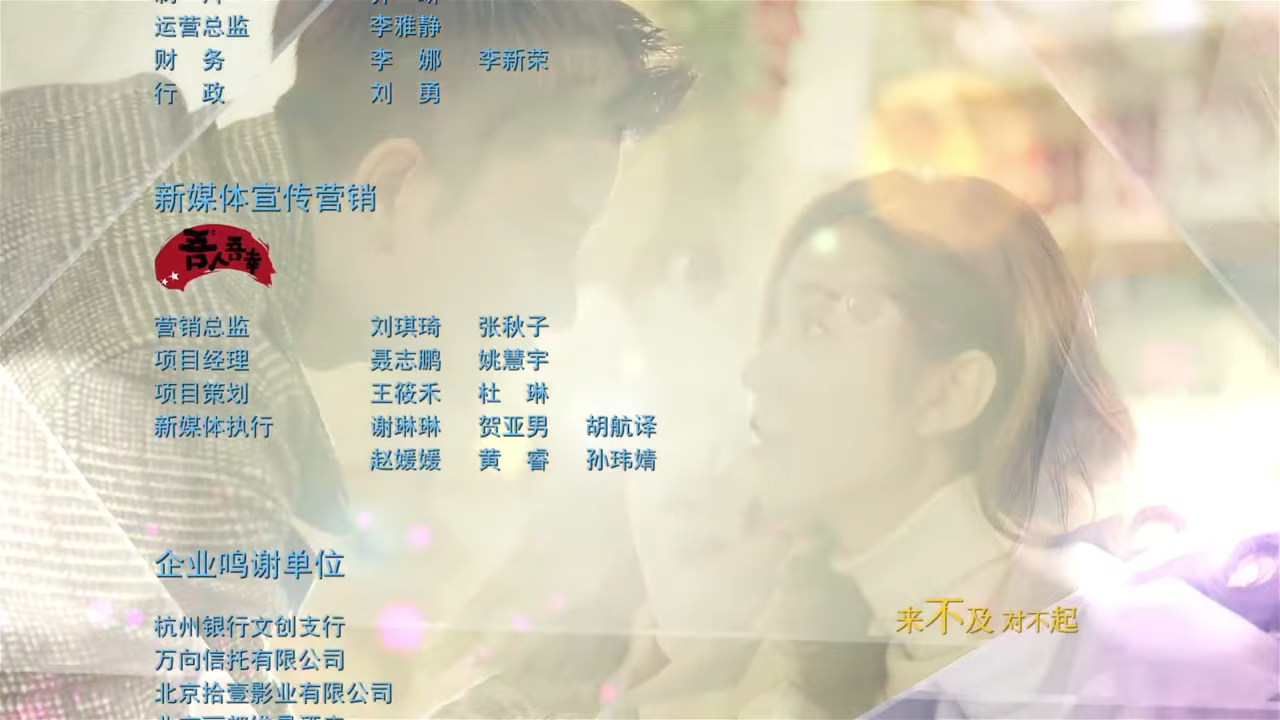 运营总监 李雅静
财 务 李 娜 李新荣
行 政 刘 勇
新媒体宣传营销
吾人吾幸
营销总监 刘琪琦 张秋子
项目经理 聂志鹏 姚慧宇
项目策划 王筱禾 杜 琳
新媒体执行 谢琳琳 贺亚男 胡航译
赵媛媛 黄 睿 孙玮婧
企业鸣谢单位
杭州银行文创支行
来不及 对不起
万向信托有限公司
北京拾壹影业有限公司